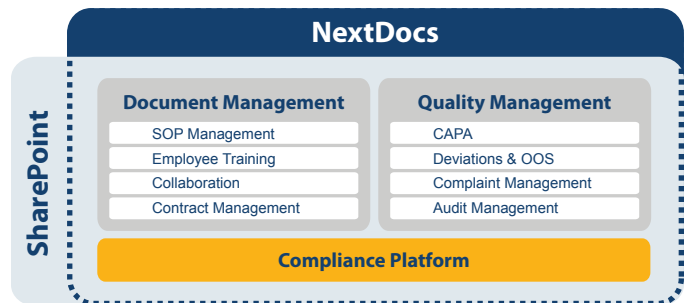 NextDocs
SharePoint
Document Management
SOP Management
Employee Training
Collaboration
Contract Management
Quality Management
CAPA
Deviations & OOS
Complaint Management
Audit Management
Compliance Platform